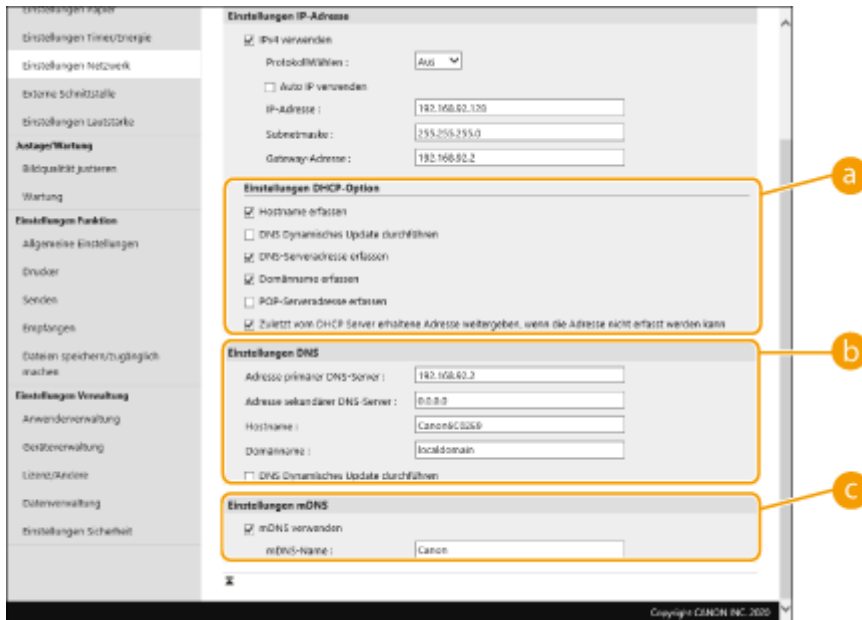 Einstellungen Papier
Einstellungen Timer/Energie
Einstellungen Netzwerk
Externe Schnittstelle
Einstellungen Lautstärke
Justage/Wartung
Bildqualität justieren
Wartung
Einstellungen Funktion
Allgemeine Einstellungen
Drucker
Senden
Empfangen
Dateien speichern/zugänglich
machen
Einstellungen Verwaltung
Anwenderverwaltung
Geräteverwaltung
Lizenz/Andere
Datenverwaltung
Einstellungen Sicherheit
Einstellungen IP-Adresse
IPv4 verwenden
ProtokollWählen : Aus
Auto IP verwenden
IP-Adresse : 192.168.92.128
Subnetmaske : 255.255.255.0
Gateway-Adresse : 192.168.92.2
Einstellungen DHCP-Option
Hostname erfassen
DNS Dynamisches Update durchführen
DNS-Serveradresse erfassen
Domänname erfassen
POP-Serveradresse erfassen
Zuletzt vom DHCP Server erhaltene Adresse weitergeben, wenn die Adresse nicht erfasst werden kann
a
Einstellungen DNS
Adresse primärer DNS-Server : 192.168.92.2
Adresse sekundärer DNS-Server : 0.0.0.0
Hostname :
Domänname : localdomain
DNS Dynamisches Update durchführen
b
Einstellungen mDNS
mDNS verwenden
mDNS-Name : Canon
c
Copyright CANON INC. 2020